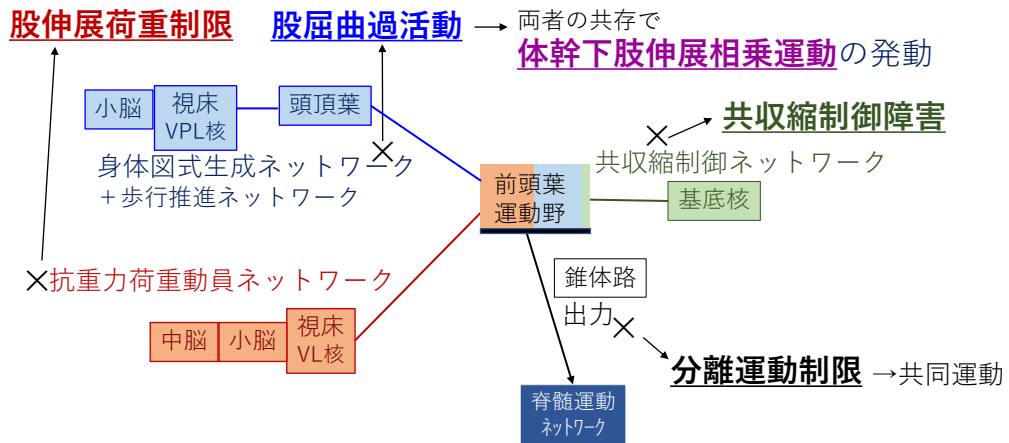 股伸展荷重制限
股屈曲過活動
両者の共存で
体幹下肢伸展相乗運動の発動
小脳
視床
VPL核
頭頂葉
身体図式生成ネットワーク
＋歩行推進ネットワーク
共収縮制御障害
共収縮制御ネットワーク
前頭葉
運動野
基底核
抗重力荷重動員ネットワーク
中脳
小脳
視床
VL核
錐体路
出力
分離運動制限
→共同運動
脊髄運動
ネットワーク